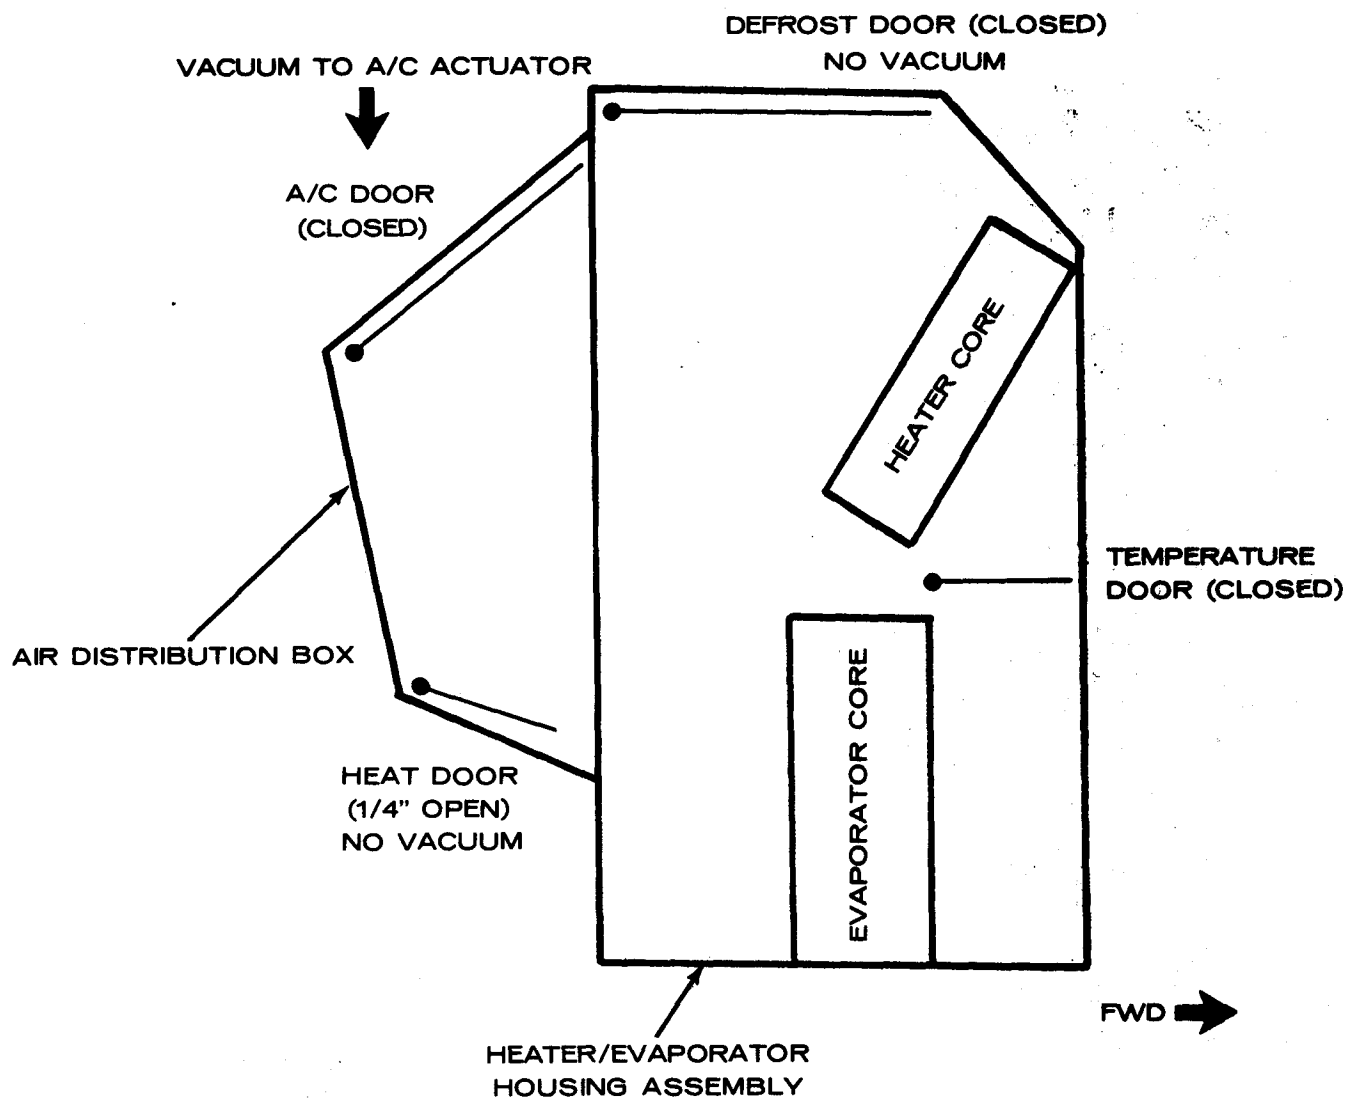 DEFROST DOOR (CLOSED)
NO VACUUM
VACUUM TO A/C ACTUATOR
A/C DOOR
(CLOSED)
HEATER CORE
TEMPERATURE
DOOR (CLOSED)
AIR DISTRIBUTION BOX
EVAPORATOR CORE
HEAT DOOR
(1/4" OPEN)
NO VACUUM
FWD
HEATER/EVAPORATOR
HOUSING ASSEMBLY